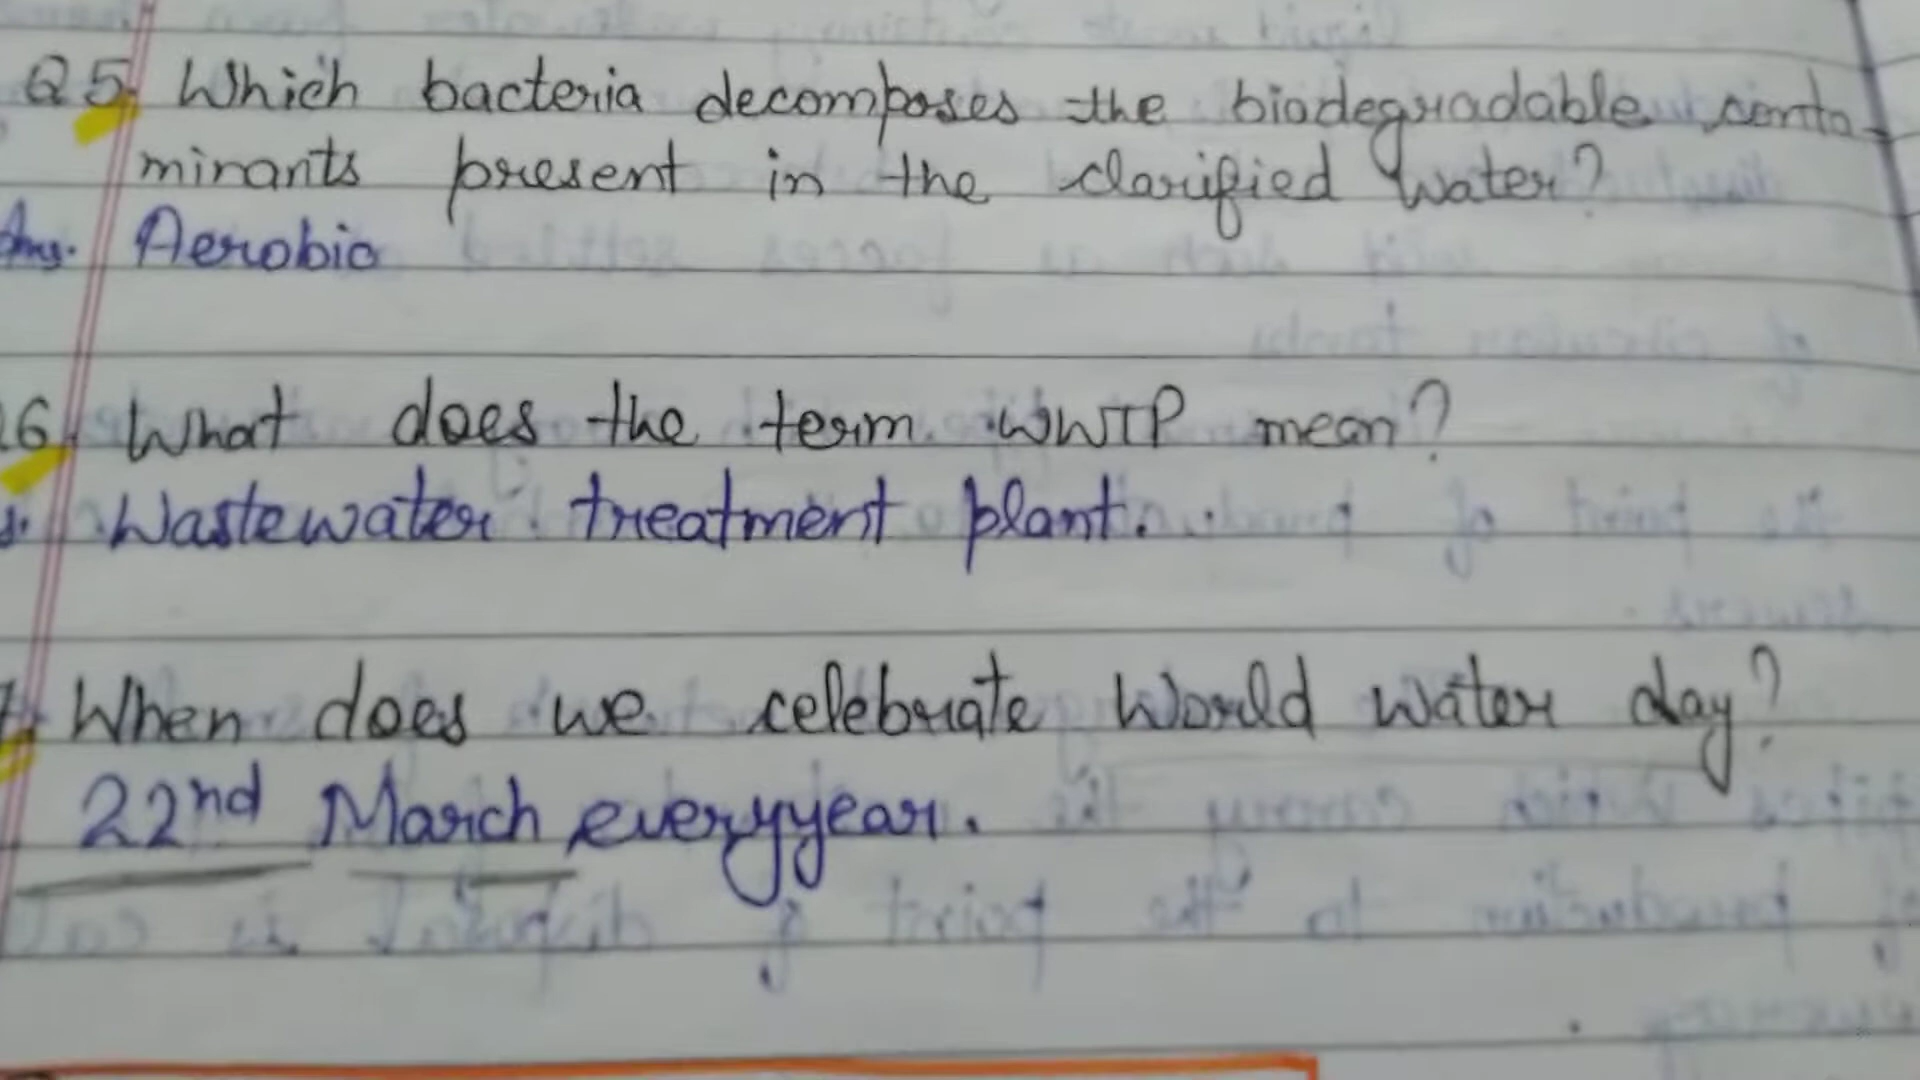 Q5. Which bacteria decomposes the biodegradable conta-
minants present in the clarified water?
Ans. Aerobic
6. What does the term WWTP mean?
Wastewater treatment plant.
When does we celebrate World water day?
22nd March everyyear.